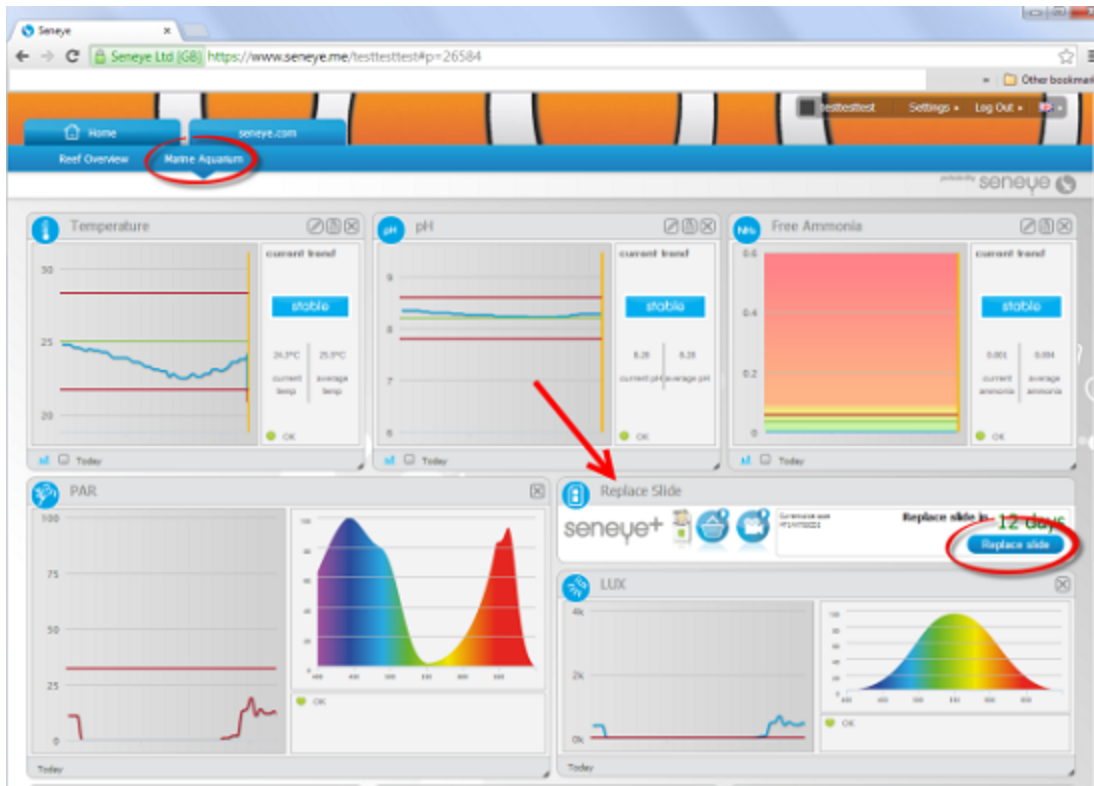 Seneye
Seneye Ltd [GB] https://www.seneye.me/testtesttest#p=26584
Other bookmark
testtesttest Settings Log Out
Home seneye.com
Reef Overview Marine Aquarium
seneye
Temperature
current trend
stable
30
25
20
24.3°C 25.9°C
current temp average temp
OK
Today
pH pH
current trend
stable
9
8
7
6
8.28 8.28
current pH average pH
OK
Today
NH₃ Free Ammonia
current trend
stable
0.6
0.4
0.2
0
0.001 0.004
current ammonia average ammonia
OK
Today
PAR
100
75
50
25
0
OK
Today
Replace Slide
seneye+
Replace slide in 12 days
Replace slide
LUX
4k
2k
0k
OK
Today